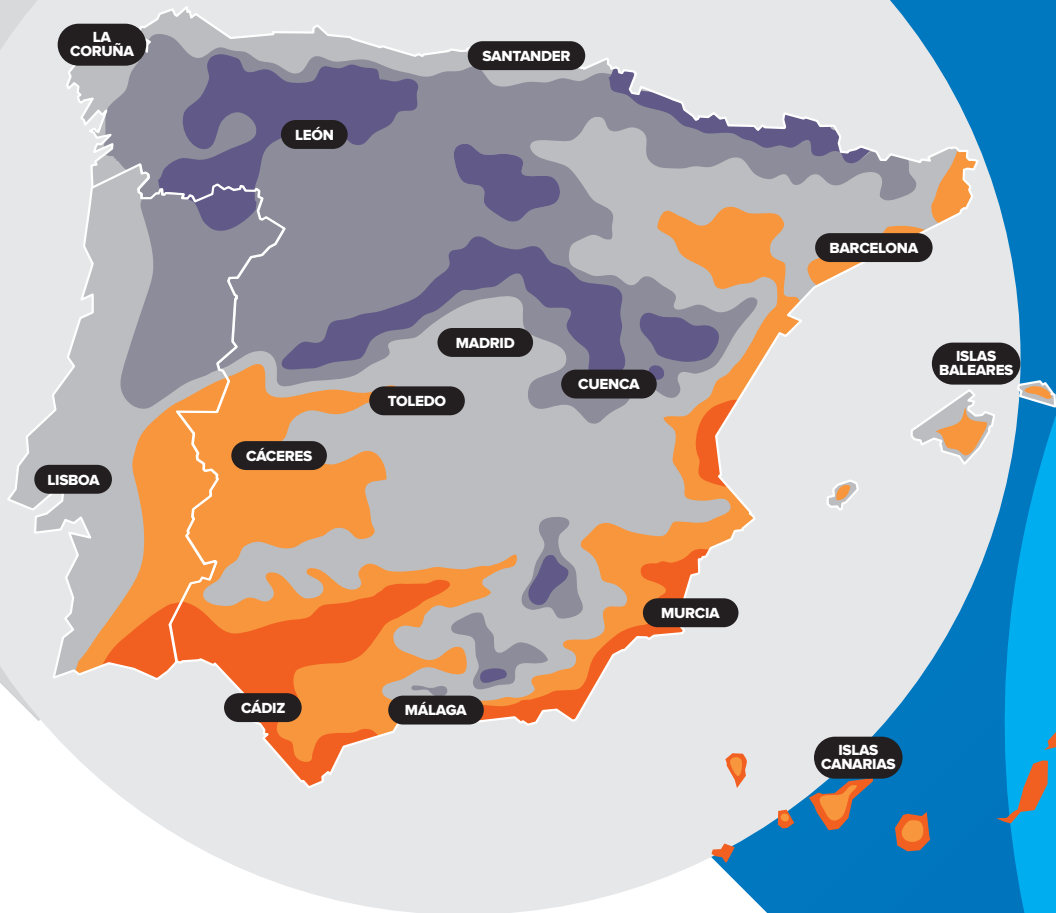 LA
CORUÑA
SANTANDER
LEÓN
BARCELONA
MADRID
ISLAS
BALEARES
CUENCA
TOLEDO
CÁCERES
LISBOA
MURCIA
CÁDIZ
MÁLAGA
ISLAS
CANARIAS